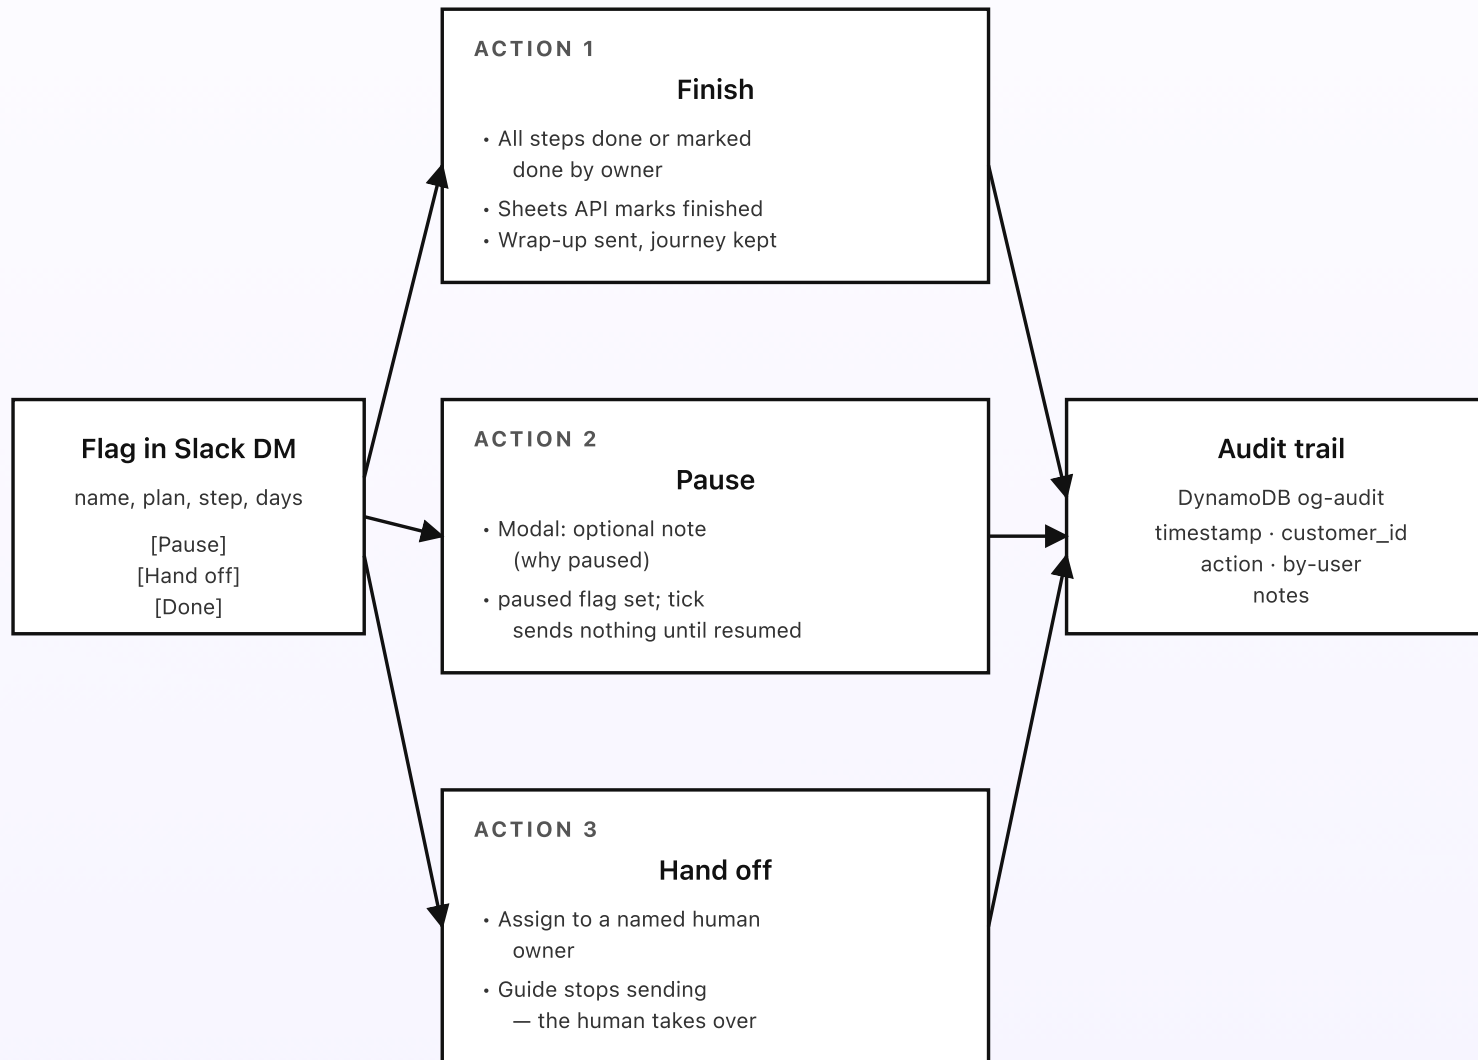 ACTION 1
Finish
• All steps done or marked
done by owner
• Sheets API marks finished
• Wrap-up sent, journey kept
Flag in Slack DM
name, plan, step, days
[Pause]
[Hand off]
[Done]
ACTION 2
Pause
• Modal: optional note
(why paused)
• paused flag set; tick
sends nothing until resumed
Audit trail
DynamoDB og-audit
timestamp · customer_id
action · by-user
notes
ACTION 3
Hand off
• Assign to a named human
owner
• Guide stops sending
— the human takes over